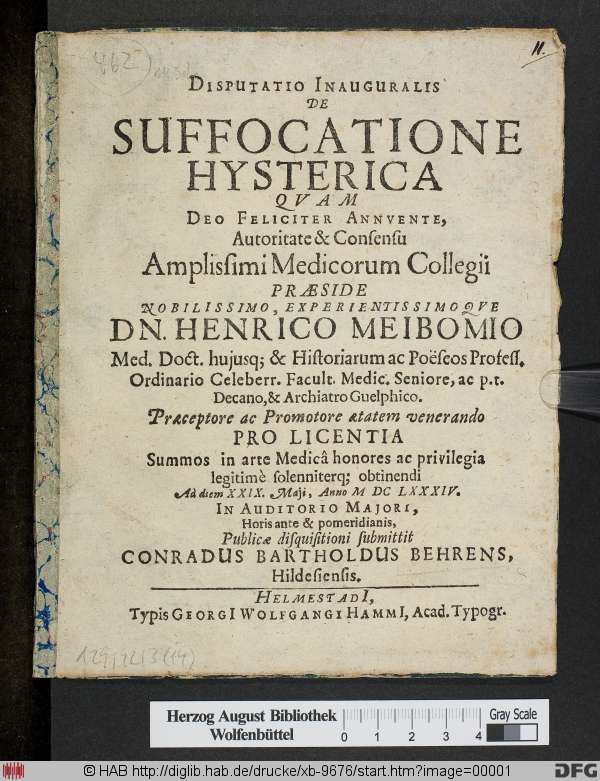 11.
462)
DISPUTATIO INAUGURALIS
DE
SUFFOCATIONE
HYSTERICA
QVAM
DEO FELICITER ANNVENTE,
Autoritate & Consensu
Amplissimi Medicorum Collegii
PRÆSIDE
NOBILISSIMO, EXPERIENTISSIMOQVE
DN. HENRICO MEIBOMIO
Med. Doct. hujusq; & Historiarum ac Poëseos Profess.
Ordinario Celeberr. Facult. Medic. Seniore, ac p.t.
Decano, & Archiatro Guelphico.
Præceptore ac Promotore ætatem venerando
PRO LICENTIA
Summos in arte Medicâ honores ac privilegia
legitimè solenniterq; obtinendi
Ad diem XXIX. Maji, Anno M DC LXXXIV.
IN AUDITORIO MAJORI,
Horis ante & pomeridianis,
Publicæ disquisitioni submittit
CONRADUS BARTHOLDUS BEHRENS,
Hildesiensis.
HELMESTADI,
Typis GEORGI WOLFGANGI HAMMI, Acad. Typogr.
Herzog August Bibliothek
Wolfenbüttel
0 1 2 3 4 Gray Scale
© HAB http://diglib.hab.de/drucke/xb-9676/start.htm?image=00001
DFG